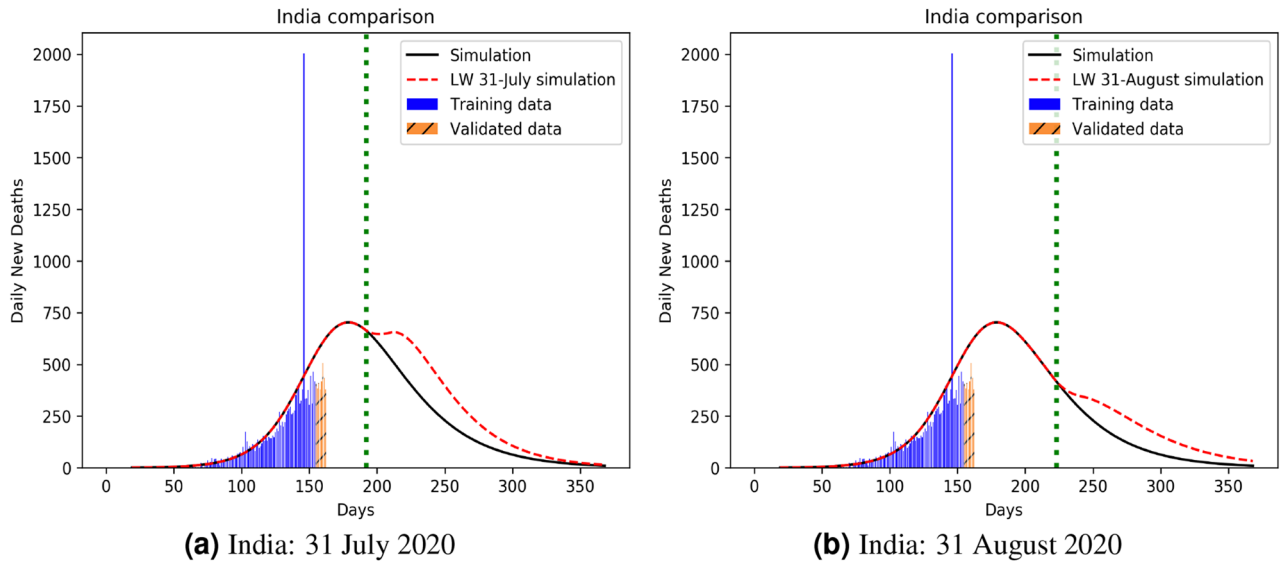 India comparison
2000
1750
1500
1250
1000
750
500
250
0
Daily New Deaths
0 50 100 150 200 250 300 350
Days
Simulation
LW 31-July simulation
Training data
Validated data
(a) India: 31 July 2020
India comparison
2000
1750
1500
1250
1000
750
500
250
0
Daily New Deaths
0 50 100 150 200 250 300 350
Days
Simulation
LW 31-August simulation
Training data
Validated data
(b) India: 31 August 2020